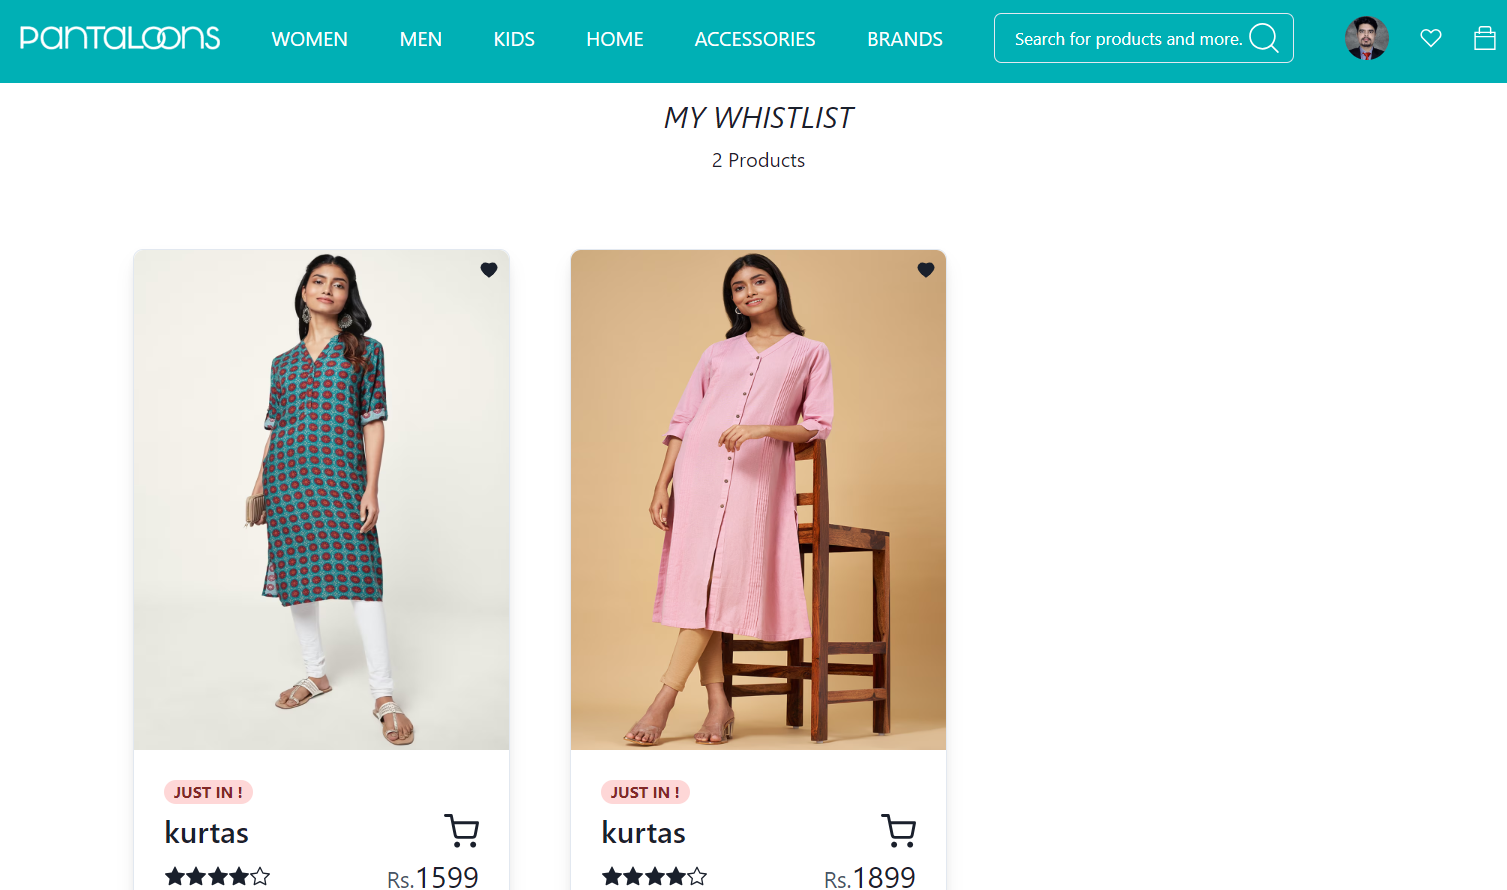 PANTALOONS WOMEN MEN KIDS HOME ACCESSORIES BRANDS Search for products and more.
MY WHISTLIST
2 Products
JUST IN ! JUST IN !
kurtas kurtas
Rs.1599 Rs.1899